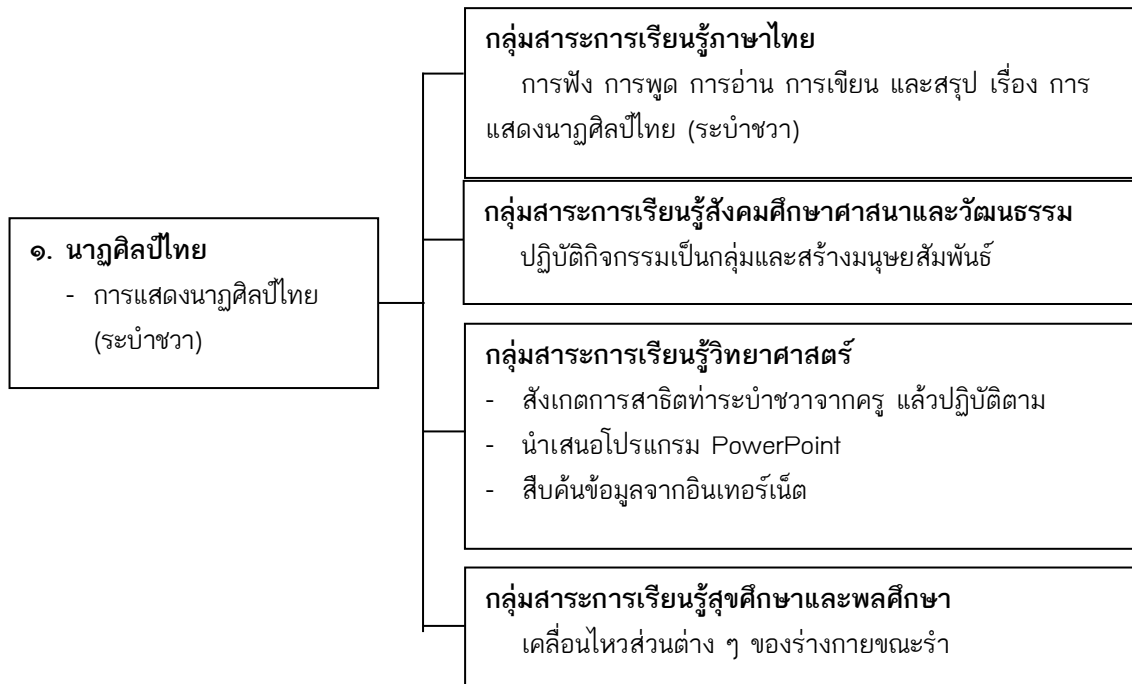 กลุ่มสาระการเรียนรู้ภาษาไทย
การฟัง การพูด การอ่าน การเขียน และสรุป เรื่อง การ
แสดงนาฏศิลป์ไทย (ระบำชวา)
กลุ่มสาระการเรียนรู้สังคมศึกษาศาสนาและวัฒนธรรม
ปฏิบัติกิจกรรมเป็นกลุ่มและสร้างมนุษยสัมพันธ์
๑. นาฏศิลป์ไทย
- การแสดงนาฏศิลป์ไทย
(ระบำชวา)
กลุ่มสาระการเรียนรู้วิทยาศาสตร์
- สังเกตการสาธิตท่าระบำชวาจากครู แล้วปฏิบัติตาม
- นำเสนอโปรแกรม PowerPoint
- สืบค้นข้อมูลจากอินเทอร์เน็ต
กลุ่มสาระการเรียนรู้สุขศึกษาและพลศึกษา
เคลื่อนไหวส่วนต่าง ๆ ของร่างกายขณะรำ